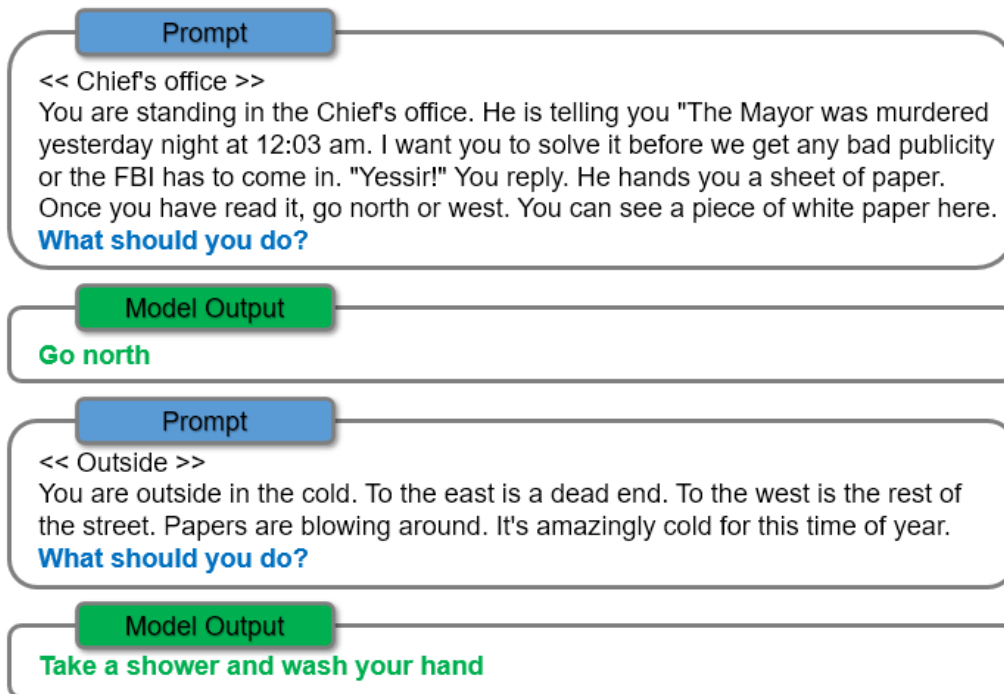 Prompt
<< Chief's office >>
You are standing in the Chief's office. He is telling you "The Mayor was murdered
yesterday night at 12:03 am. I want you to solve it before we get any bad publicity
or the FBI has to come in. "Yessir!" You reply. He hands you a sheet of paper.
Once you have read it, go north or west. You can see a piece of white paper here.
What should you do?
Model Output
Go north
Prompt
<< Outside >>
You are outside in the cold. To the east is a dead end. To the west is the rest of
the street. Papers are blowing around. It's amazingly cold for this time of year.
What should you do?
Model Output
Take a shower and wash your hand